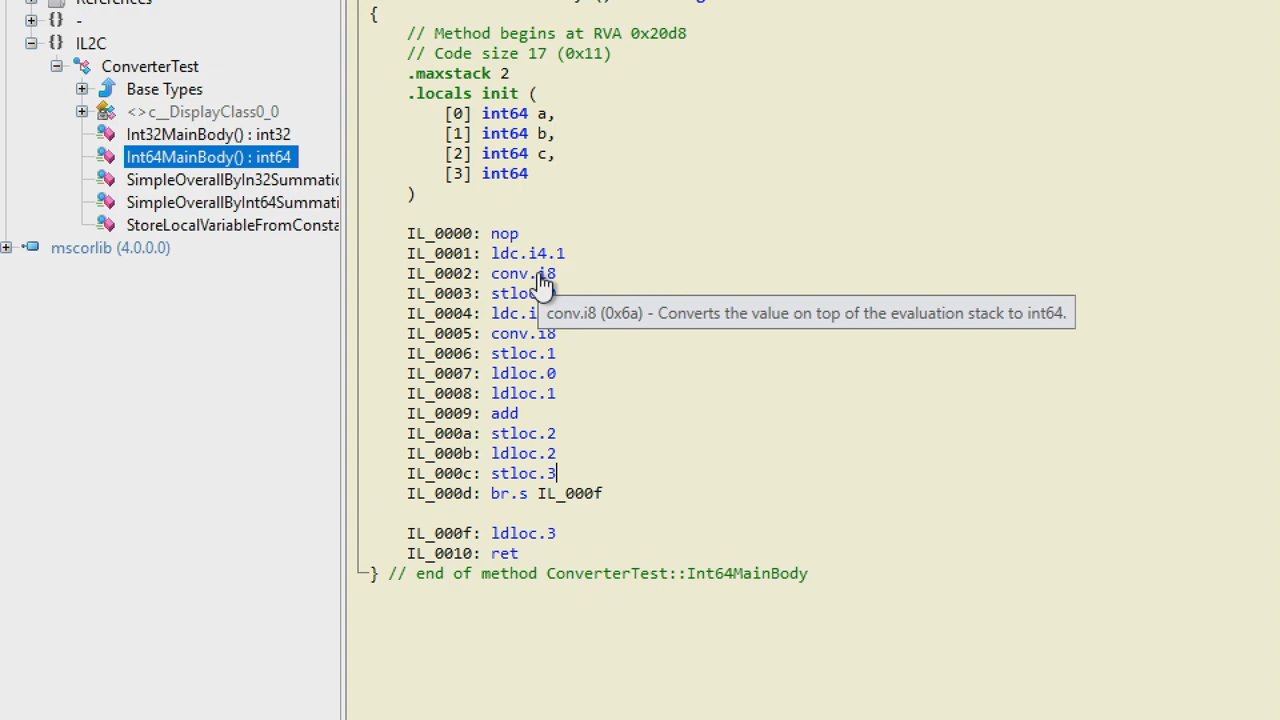 References
{} -
{} IL2C
ConverterTest
Base Types
<>c__DisplayClass0_0
Int32MainBody() : int32
Int64MainBody() : int64
SimpleOverallByIn32Summatic
SimpleOverallByInt64Summati
StoreLocalVariableFromConsta
mscorlib (4.0.0.0)
{
// Method begins at RVA 0x20d8
// Code size 17 (0x11)
.maxstack 2
.locals init (
[0] int64 a,
[1] int64 b,
[2] int64 c,
[3] int64
)
IL_0000: nop
IL_0001: ldc.i4.1
IL_0002: conv.i8
IL_0003: stlo
conv.i8 (0x6a) - Converts the value on top of the evaluation stack to int64.
IL_0004: ldc.i
IL_0005: conv.i8
IL_0006: stloc.1
IL_0007: ldloc.0
IL_0008: ldloc.1
IL_0009: add
IL_000a: stloc.2
IL_000b: ldloc.2
IL_000c: stloc.3
IL_000d: br.s IL_000f
IL_000f: ldloc.3
IL_0010: ret
} // end of method ConverterTest::Int64MainBody